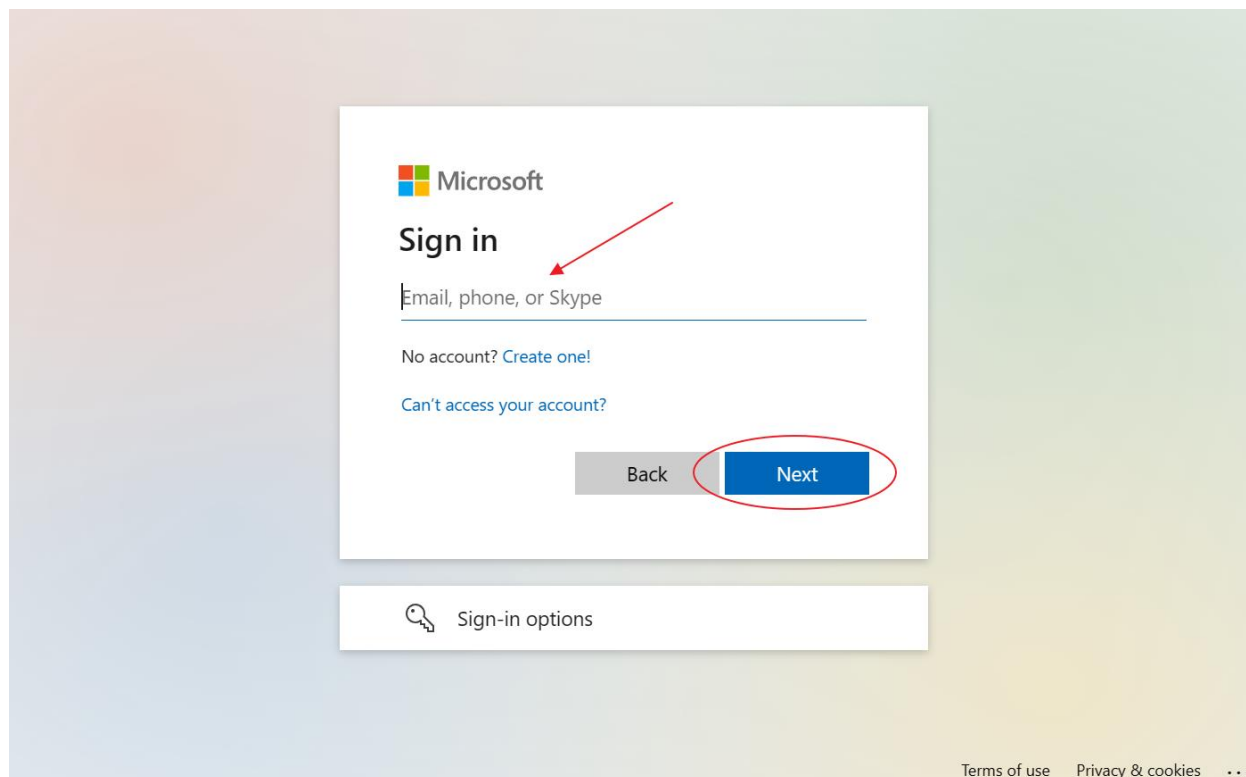 Microsoft
Sign in
Email, phone, or Skype
No account? Create one!
Can't access your account?
Back Next
Sign-in options
Terms of use Privacy & cookies